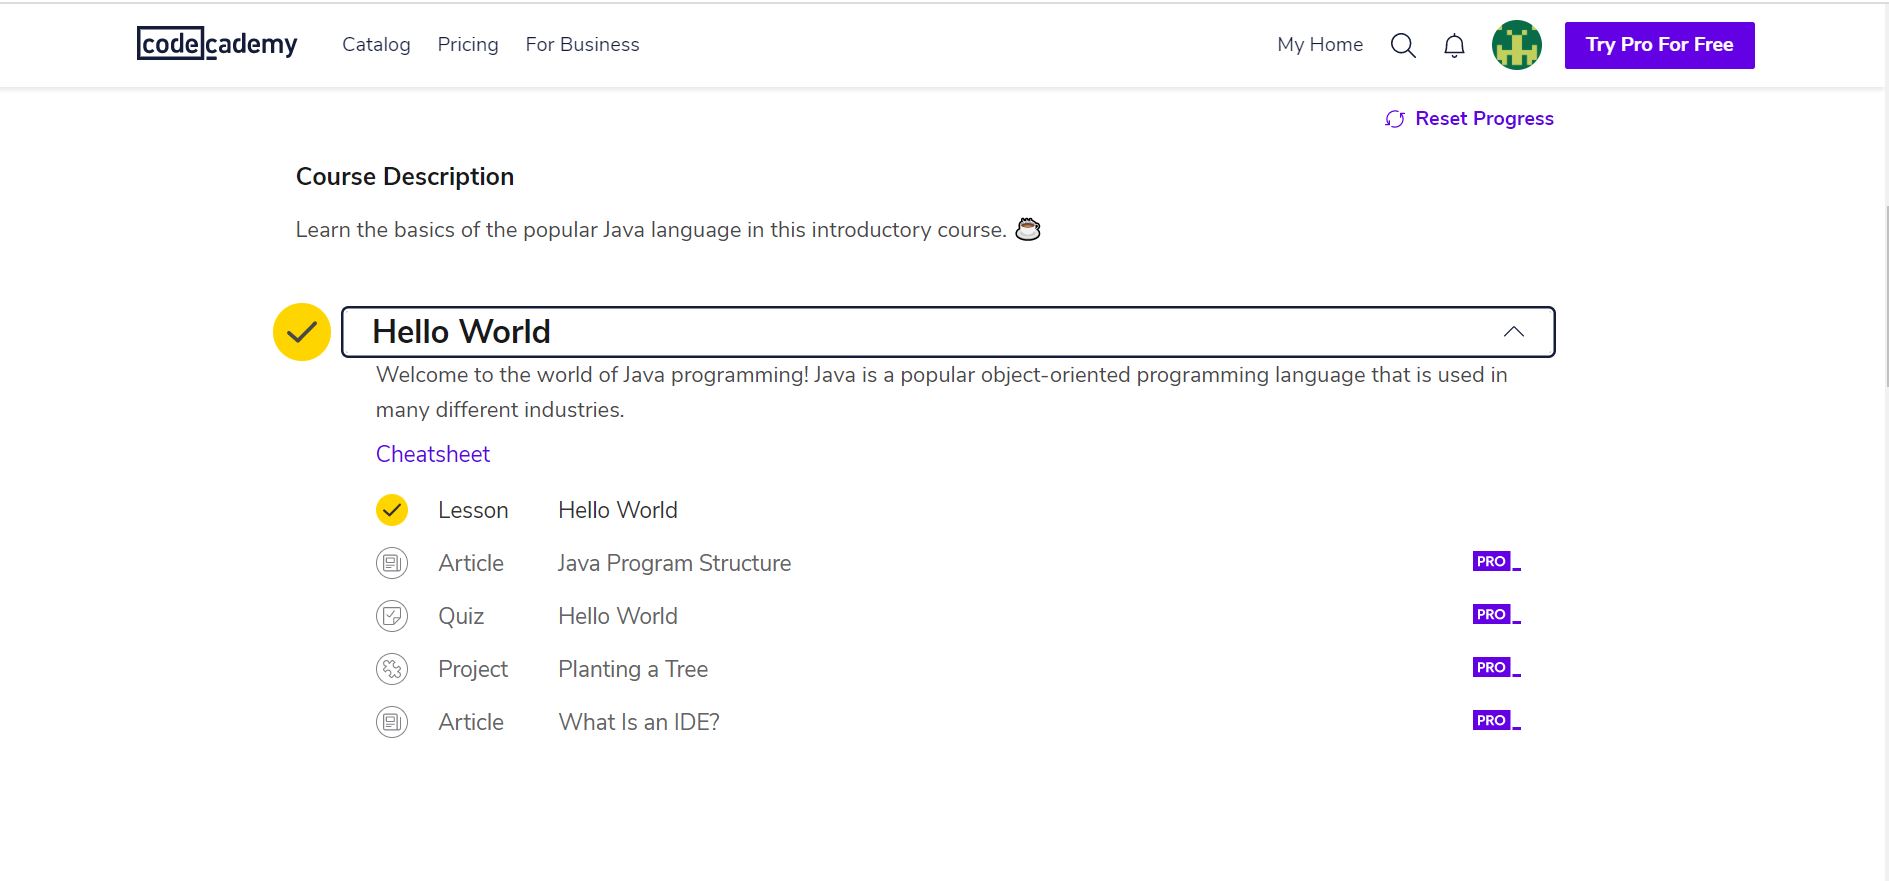 codecademy Catalog Pricing For Business My Home Try Pro For Free
Reset Progress
Course Description
Learn the basics of the popular Java language in this introductory course. ☕
Hello World
Welcome to the world of Java programming! Java is a popular object-oriented programming language that is used in
many different industries.
Cheatsheet
Lesson Hello World
Article Java Program Structure PRO
Quiz Hello World PRO
Project Planting a Tree PRO
Article What Is an IDE? PRO